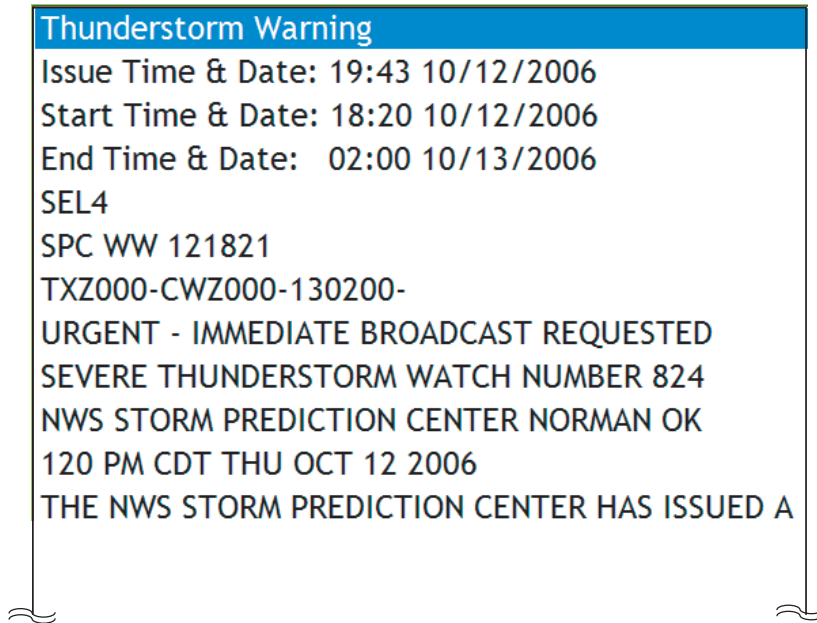 Thunderstorm Warning
Issue Time & Date: 19:43 10/12/2006
Start Time & Date: 18:20 10/12/2006
End Time & Date: 02:00 10/13/2006
SEL4
SPC WW 121821
TXZ000-CWZ000-130200-
URGENT - IMMEDIATE BROADCAST REQUESTED
SEVERE THUNDERSTORM WATCH NUMBER 824
NWS STORM PREDICTION CENTER NORMAN OK
120 PM CDT THU OCT 12 2006
THE NWS STORM PREDICTION CENTER HAS ISSUED A